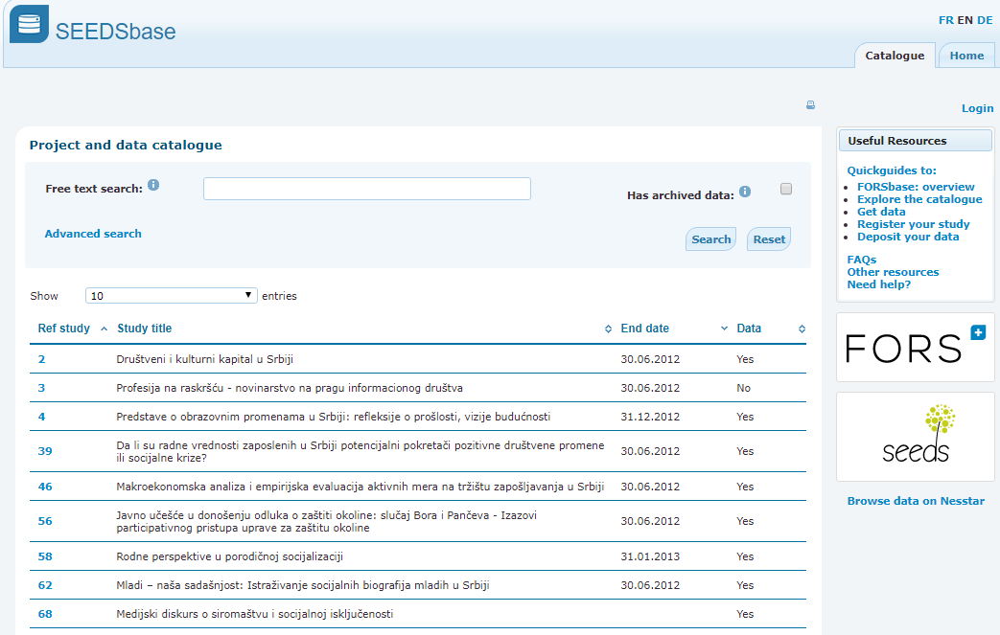 SEEDSbase
FR EN DE
Catalogue
Home
Login
Project and data catalogue
Free text search:
Has archived data:
Advanced search
Search
Reset
Show 10 entries
Ref study Study title End date Data
2 Društveni i kulturni kapital u Srbiji 30.06.2012 Yes
3 Profesija na raskršću - novinarstvo na pragu informacionog društva 30.06.2012 No
4 Predstave o obrazovnim promenama u Srbiji: refleksije o prošlosti, vizije budućnosti 31.12.2012 Yes
39 Da li su radne vrednosti zaposlenih u Srbiji potencijalni pokretači pozitivne društvene promene
ili socijalne krize? 30.06.2012 Yes
46 Makroekonomska analiza i empirijska evaluacija aktivnih mera na tržištu zapošljavanja u Srbiji 30.06.2012 Yes
56 Javno učešće u donošenju odluka o zaštiti okoline: slučaj Bora i Pančeva - Izazovi
participativnog pristupa uprave za zaštitu okoline 30.06.2012 Yes
58 Rodne perspektive u porodičnoj socijalizaciji 31.01.2013 Yes
62 Mladi – naša sadašnjost: Istraživanje socijalnih biografija mladih u Srbiji 30.06.2012 Yes
68 Medijski diskurs o siromaštvu i socijalnoj isključenosti Yes
Useful Resources
Quickguides to:
FORSbase: overview
Explore the catalogue
Get data
Register your study
Deposit your data
FAQs
Other resources
Need help?
FORS
seeds
Browse data on Nesstar